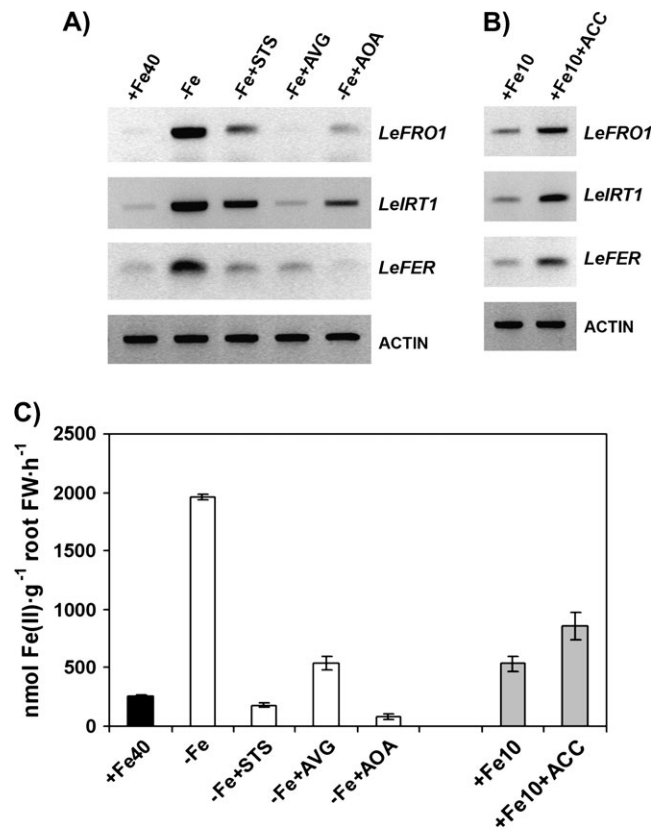 A)
+Fe40 -Fe -Fe+STS -Fe+AVG -Fe+AOA
LeFRO1
LeIRT1
LeFER
ACTIN
B)
+Fe10 +Fe10+ACC
LeFRO1
LeIRT1
LeFER
ACTIN
C)
nmol Fe(II)·g⁻¹ root FW·h⁻¹
2500
2000
1500
1000
500
0
+Fe40 -Fe -Fe+STS -Fe+AVG -Fe+AOA +Fe10 +Fe10+ACC